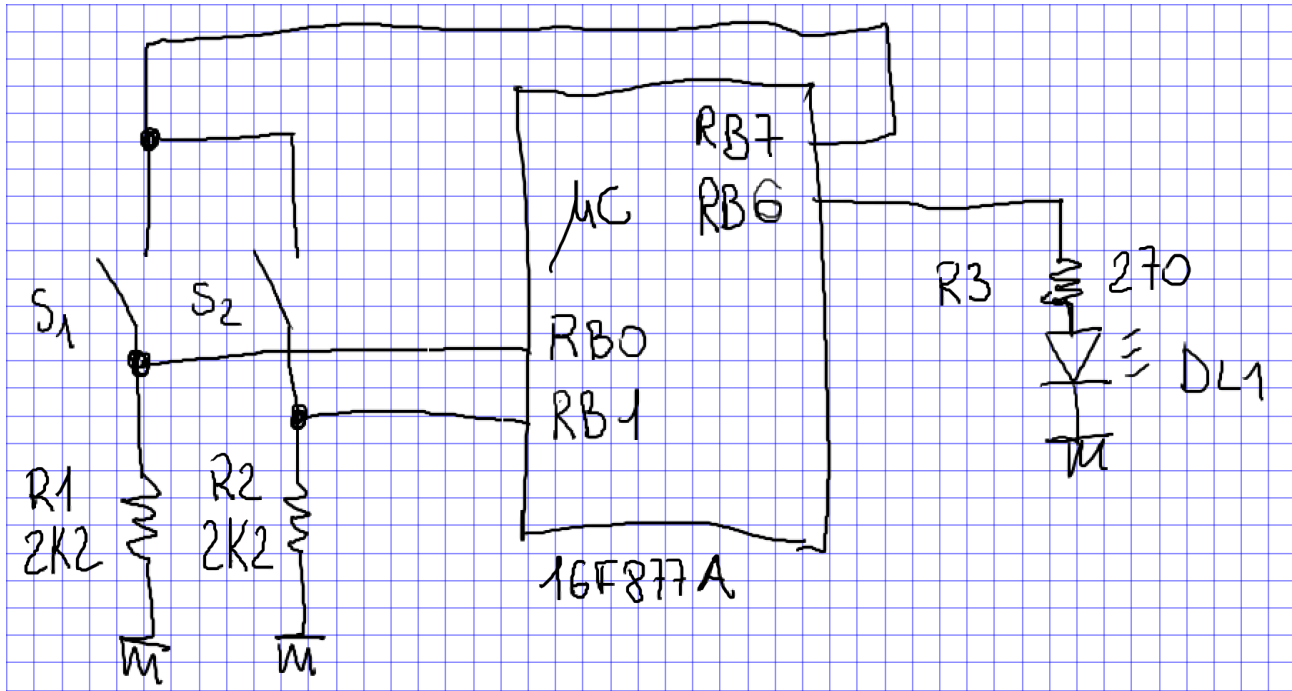 RB7
µC
RB6
S1
S2
R3
270
RB0
DL1
RB1
R1
2K2
R2
2K2
16F877A